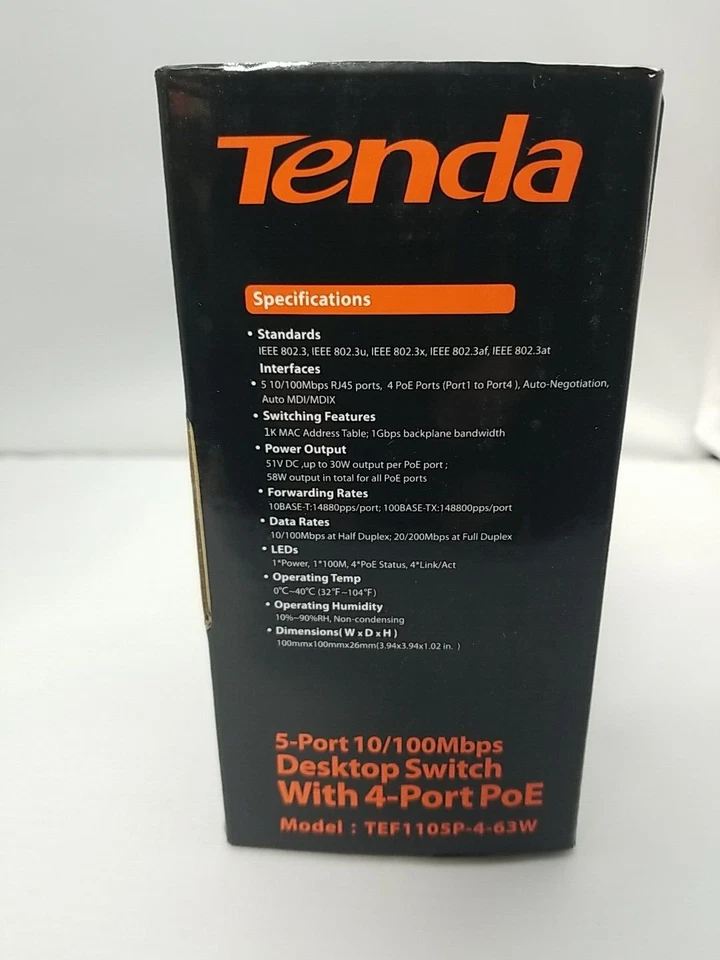 Tenda
Specifications
• Standards
IEEE 802.3, IEEE 802.3u, IEEE 802.3x, IEEE 802.3af, IEEE 802.3at
Interfaces
• 5 10/100Mbps RJ45 ports, 4 PoE Ports (Port1 to Port4 ), Auto-Negotiation,
Auto MDI/MDIX
• Switching Features
1K MAC Address Table; 1Gbps backplane bandwidth
• Power Output
51V DC ,up to 30W output per PoE port ;
58W output in total for all PoE ports
• Forwarding Rates
10BASE-T:14880pps/port; 100BASE-TX:148800pps/port
• Data Rates
10/100Mbps at Half Duplex; 20/200Mbps at Full Duplex
• LEDs
1*Power, 1*100M, 4*PoE Status, 4*Link/Act
• Operating Temp
0℃~40℃ (32℉~104℉)
• Operating Humidity
10%~90%RH, Non-condensing
• Dimensions( W x D x H )
100mmx100mmx26mm(3.94x3.94x1.02 in. )
5-Port 10/100Mbps
Desktop Switch
With 4-Port PoE
Model : TEF1105P-4-63W